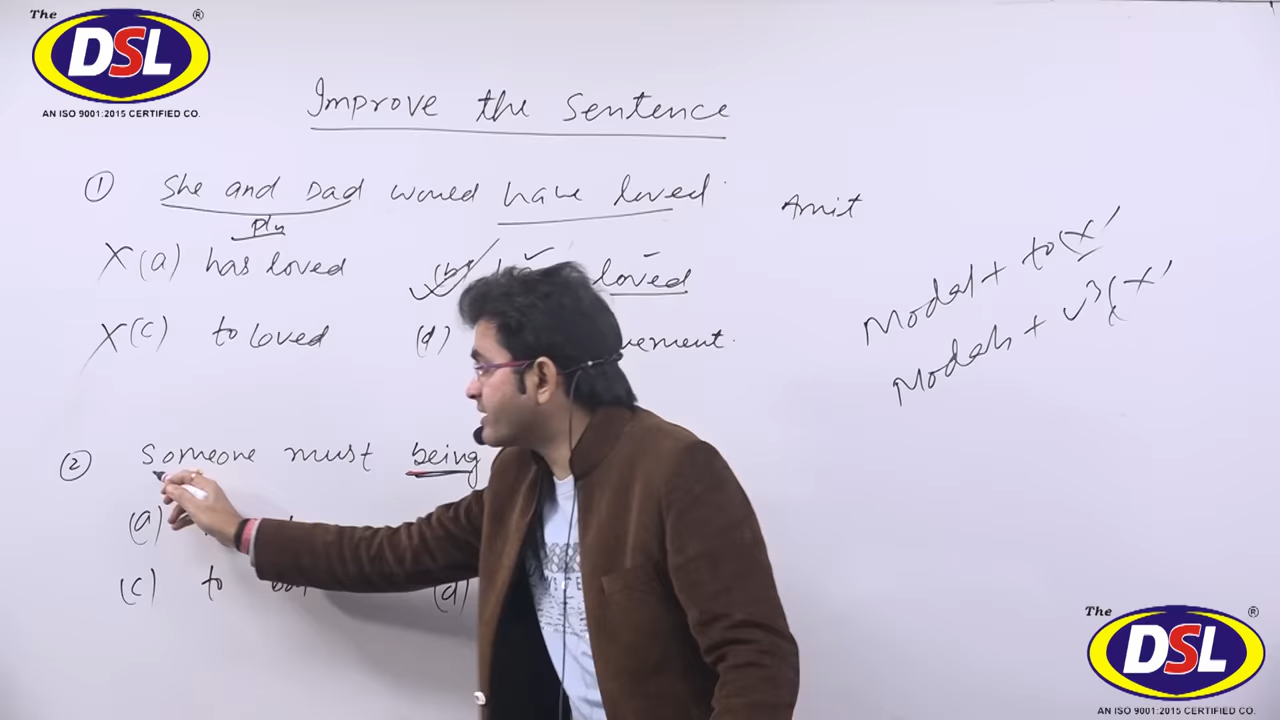 The DSL ®
AN ISO 9001:2015 CERTIFIED CO.
Improve the Sentence
① She and Dad would have loved. Amit
plu
X (a) has loved (b) loved
X (c) to loved (d) vement.
Modal + to (x)
Modals + v3 (x)
② Someone must being
(a)
(c) to (d)
The DSL ®
AN ISO 9001:2015 CERTIFIED CO.